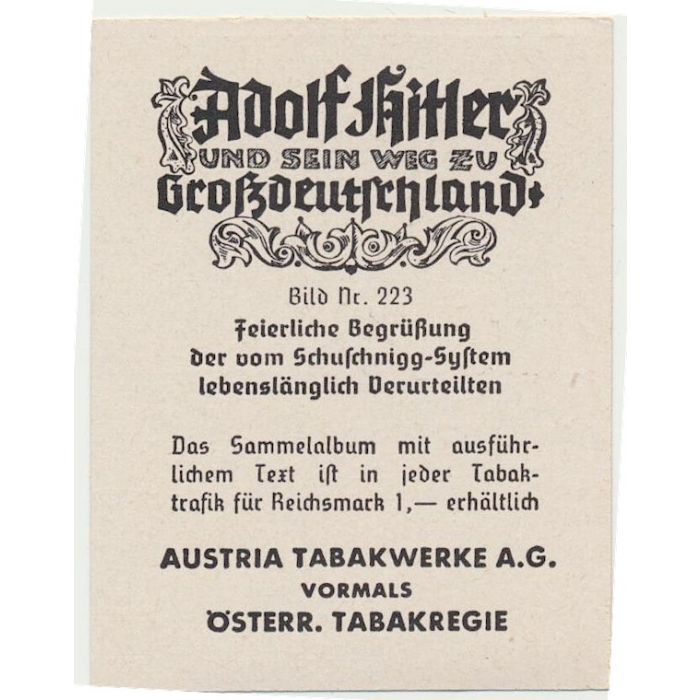 Adolf Hitler
UND SEIN WEG ZU
Großdeutschland
Bild Nr. 223
Feierliche Begrüßung
der vom Schuschnigg-System
lebenslänglich Verurteilten
Das Sammelalbum mit ausführ-
lichem Text ist in jeder Tabak-
trafik für Reichsmark 1,— erhältlich
AUSTRIA TABAKWERKE A.G.
VORMALS
ÖSTERR. TABAKREGIE